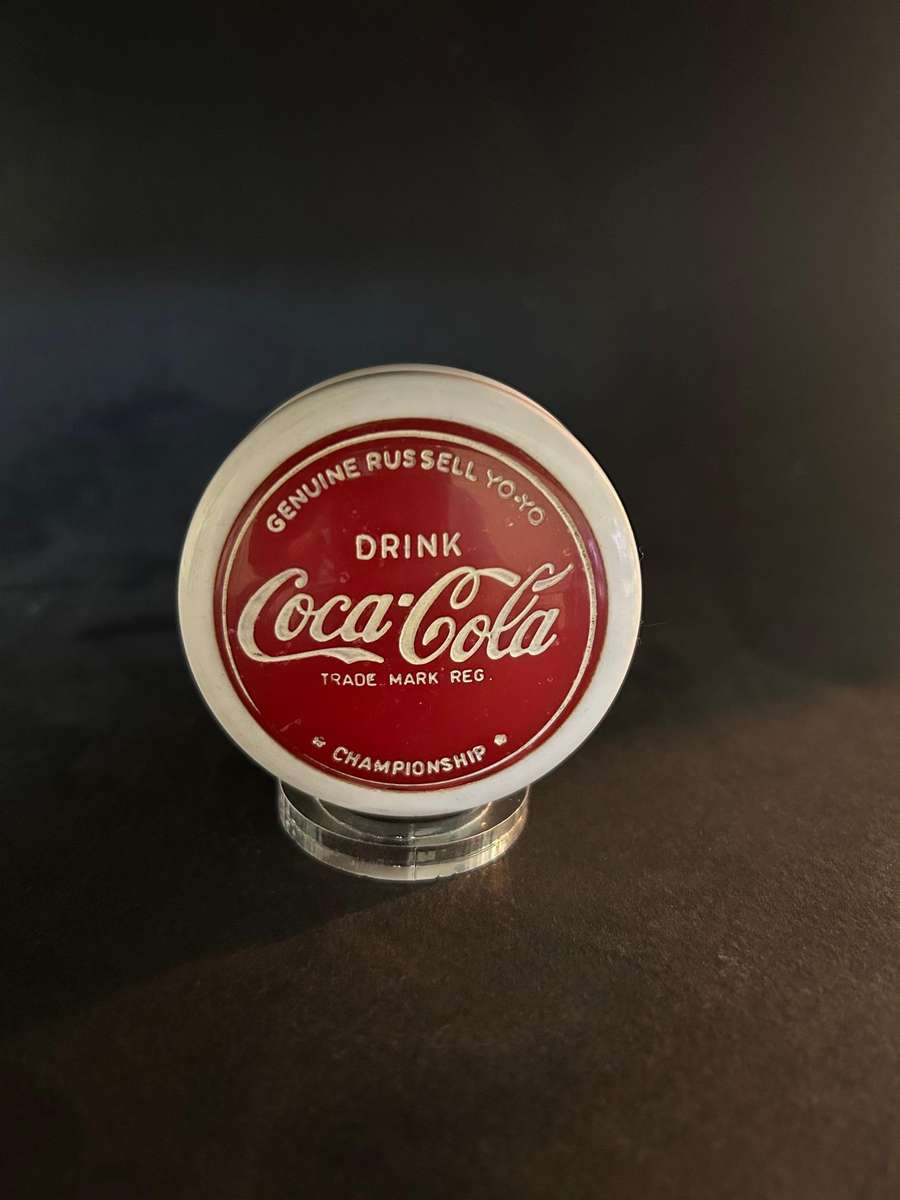 GENUINE RUSSELL YO-YO
DRINK
Coca-Cola
TRADE MARK REG.
CHAMPIONSHIP